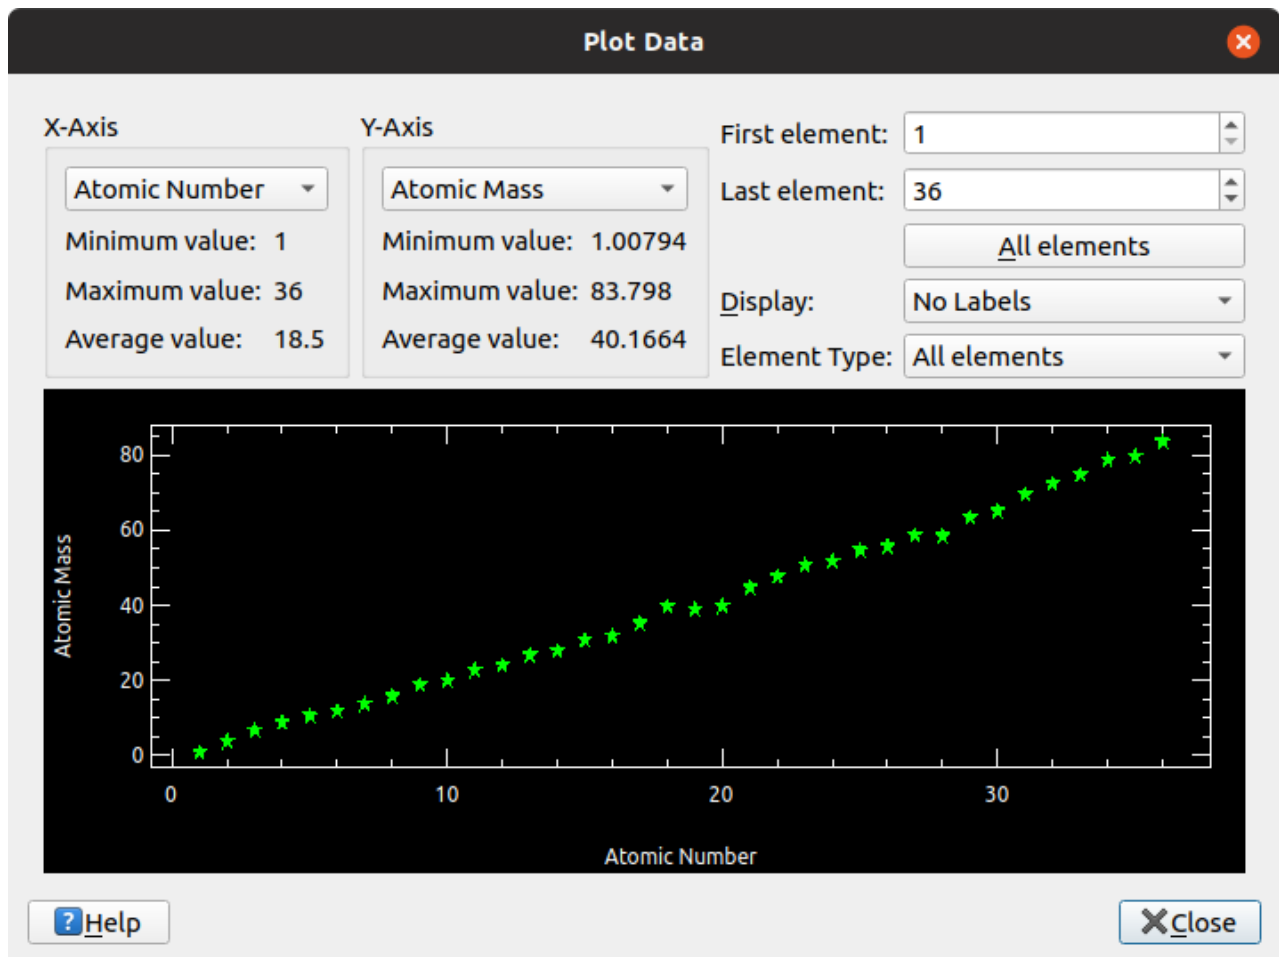 Plot Data
X-Axis
Atomic Number
Minimum value: 1
Maximum value: 36
Average value: 18.5
Y-Axis
Atomic Mass
Minimum value: 1.00794
Maximum value: 83.798
Average value: 40.1664
First element: 1
Last element: 36
All elements
Display: No Labels
Element Type: All elements
Atomic Mass
80
60
40
20
0
0 10 20 30
Atomic Number
? Help
Close